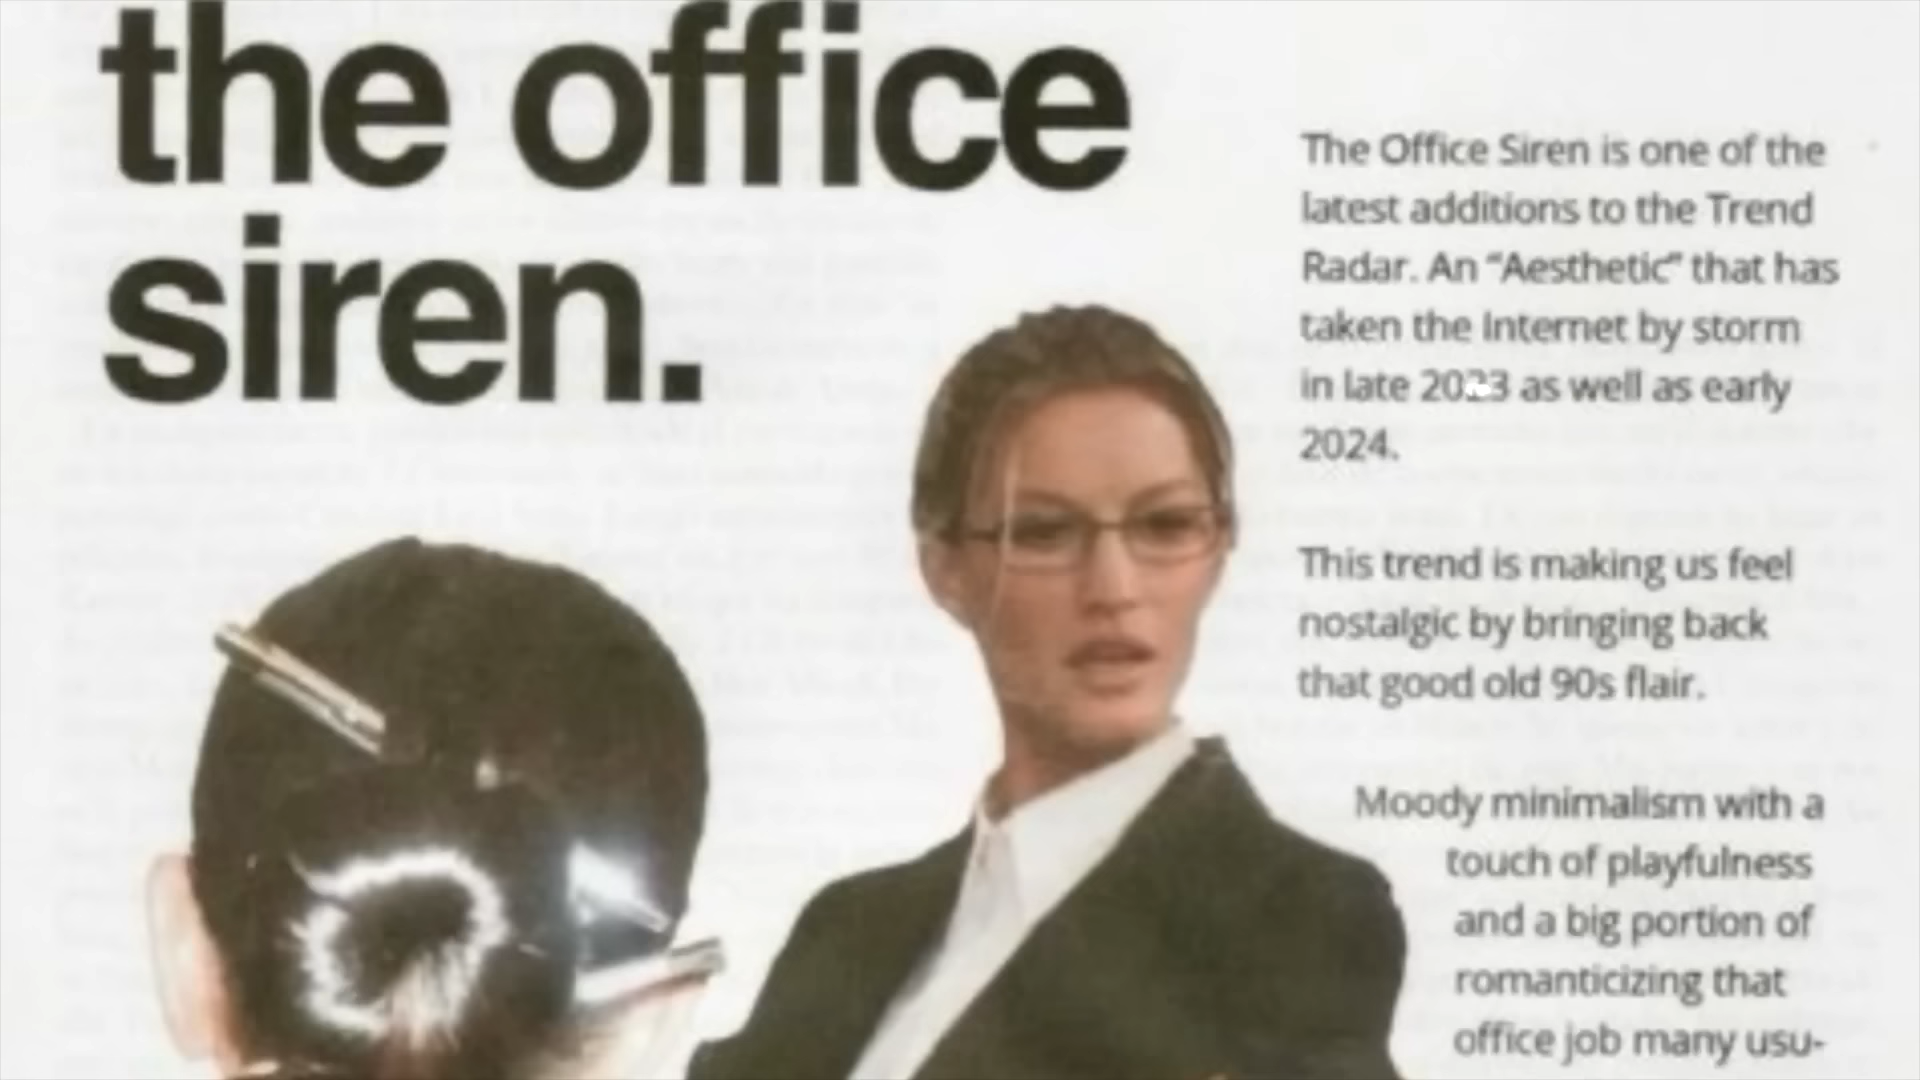 the office
siren.
The Office Siren is one of the
latest additions to the Trend
Radar. An “Aesthetic” that has
taken the Internet by storm
in late 2023 as well as early
2024.
This trend is making us feel
nostalgic by bringing back
that good old 90s flair.
Moody minimalism with a
touch of playfulness
and a big portion of
romanticizing that
office job many usu-